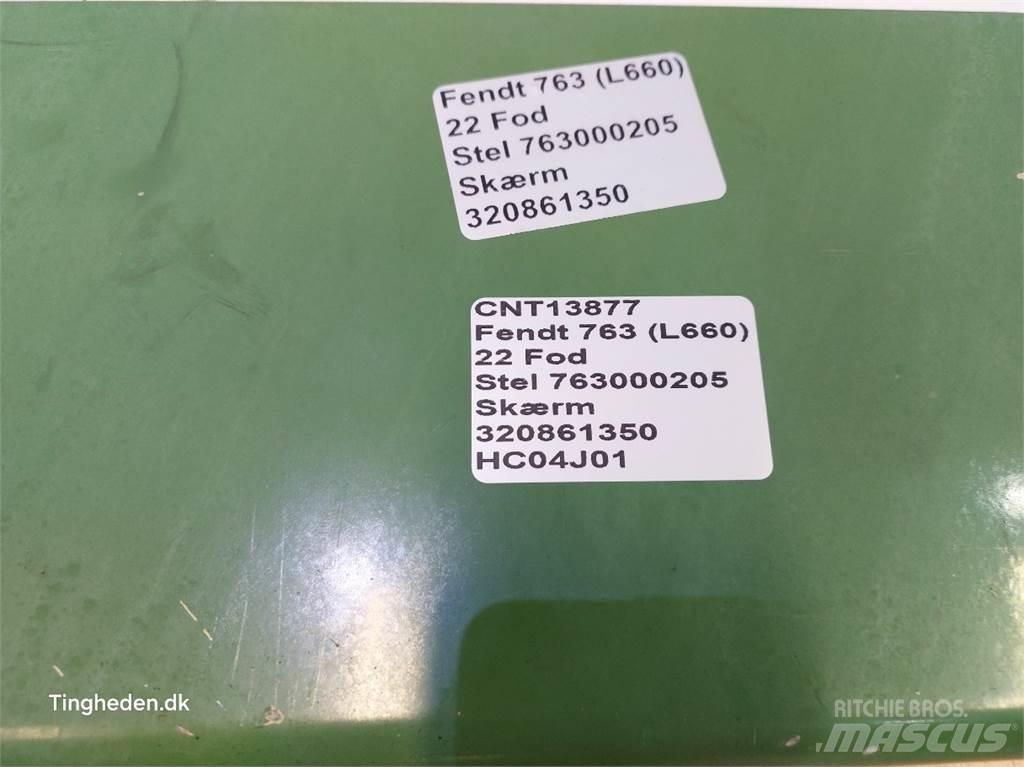 Fendt 763 (L660)
22 Fod
Stel 763000205
Skærm
320861350
CNT13877
Fendt 763 (L660)
22 Fod
Stel 763000205
Skærm
320861350
HC04J01
Tingheden.dk
RITCHIE BROS.
MASCUS